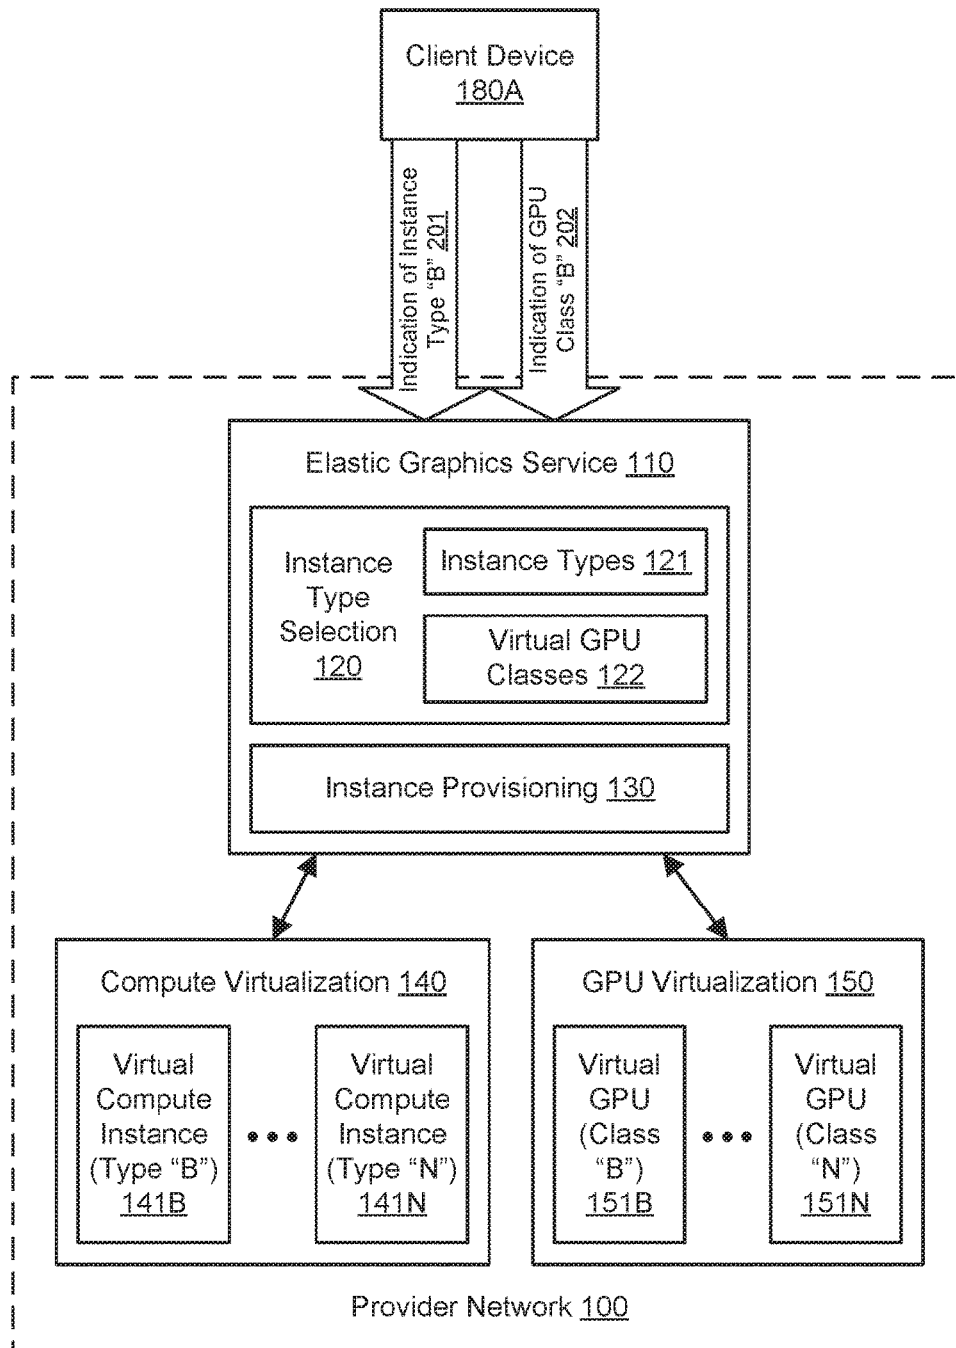 Client Device
180A
Indication of Instance
Type “B” 201
Indication of GPU
Class “B” 202
Elastic Graphics Service 110
Instance
Type
Selection
120
Instance Types 121
Virtual GPU
Classes 122
Instance Provisioning 130
Compute Virtualization 140
Virtual
Compute
Instance
(Type “B”)
141B
Virtual
Compute
Instance
(Type “N”)
141N
GPU Virtualization 150
Virtual
GPU
(Class
“B”)
151B
Virtual
GPU
(Class
“N”)
151N
Provider Network 100